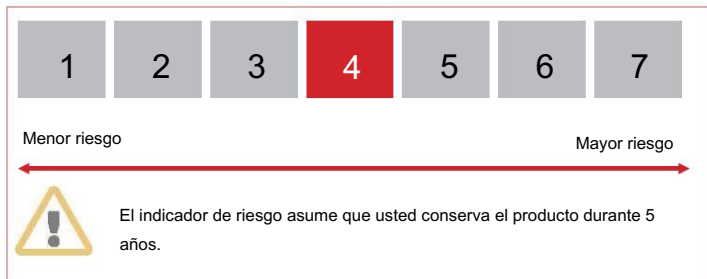 1 2 3 4 5 6 7
Menor riesgo
Mayor riesgo
El indicador de riesgo asume que usted conserva el producto durante 5
años.